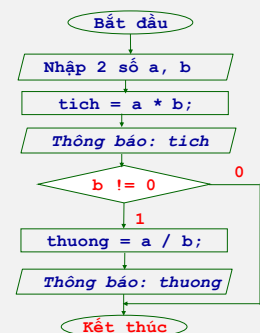 Bắt đầu
Nhập 2 số a, b
tich = a * b;
Thông báo: tich
b != 0
0
1
thuong = a / b;
Thông báo: thuong
Kết thúc